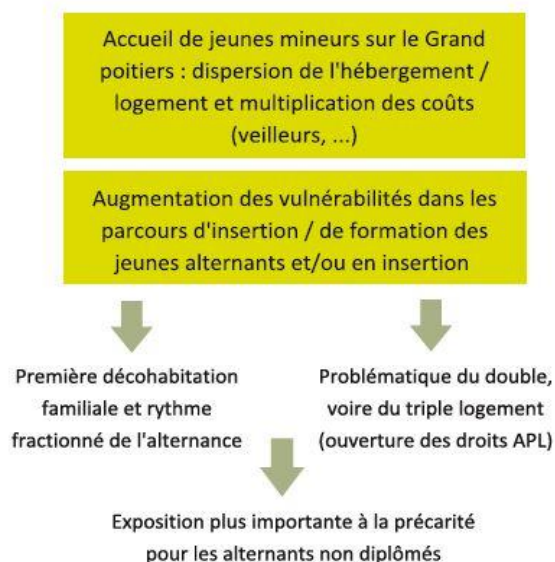 Accueil de jeunes mineurs sur le Grand
poitiers : dispersion de l'hébergement /
logement et multiplication des coûts
(veilleurs, ...)
Augmentation des vulnérabilités dans les
parcours d'insertion / de formation des
jeunes alternants et/ou en insertion
Première décohabitation
familiale et rythme
fractionné de l'alternance
Problématique du double,
voire du triple logement
(ouverture des droits APL)
Exposition plus importante à la précarité
pour les alternants non diplômés